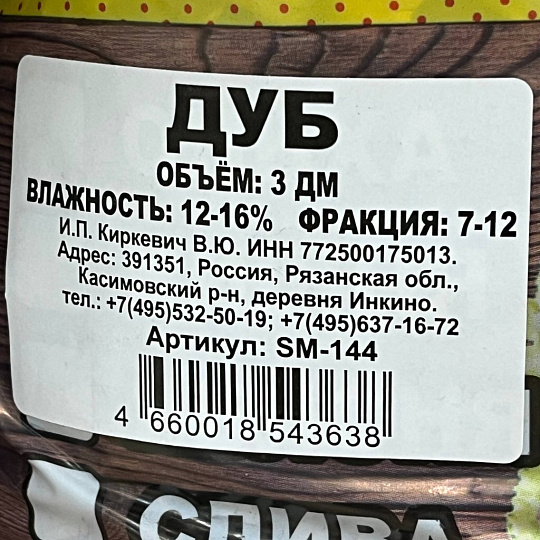 ДУБ
ОБЪЁМ: 3 ДМ
ВЛАЖНОСТЬ: 12-16% ФРАКЦИЯ: 7-12
И.П. Киркевич В.Ю. ИНН 772500175013.
Адрес: 391351, Россия, Рязанская обл.,
Касимовский р-н, деревня Инкино.
тел.: +7(495)532-50-19; +7(495)637-16-72
Артикул: SM-144
4 660018 543638
СЛИВА